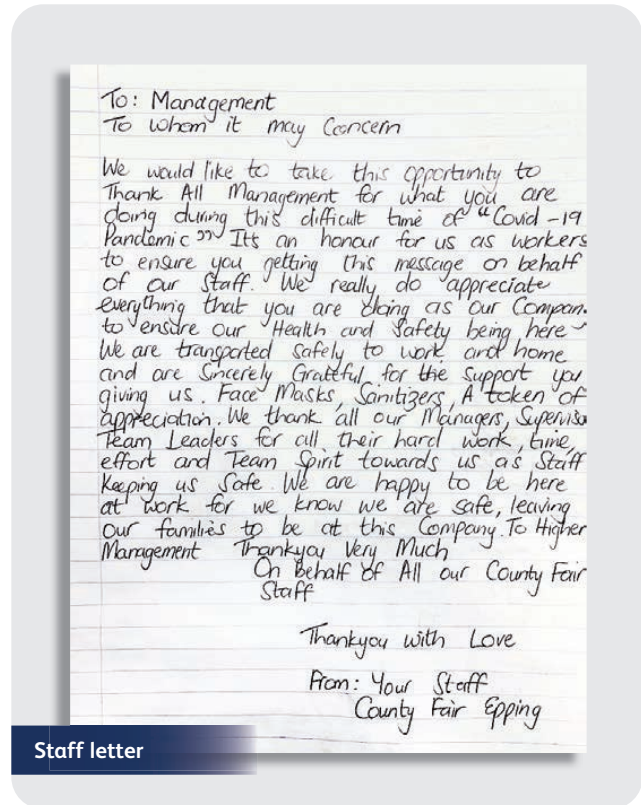 To: Management
To whom it may Concern
We would like to take this opportunity to
Thank All Management for what you are
doing during this difficult time of "Covid-19
Pandemic" Its an honour for us as workers
to ensure you getting this message on behalf
of our Staff. We really do appreciate
everything that you are doing as our Compan
to ensure our Health and Safety being here
We are transported safely to work and home
and are Sincerely Grateful for the support you
giving us. Face Masks, Sanitizers, A token of
appreciation. We thank all our Managers, Superviso
Team Leaders for all their hard work, time,
effort and Team Spirit towards us as Staff
Keeping us Safe. We are happy to be here
at work for we know we are safe, leaving
our families to be at this Company. To Higher
Management Thankyou Very Much
On Behalf of All our County Fair
Staff
Thankyou with Love
From: Your Staff
County Fair Epping
Staff letter